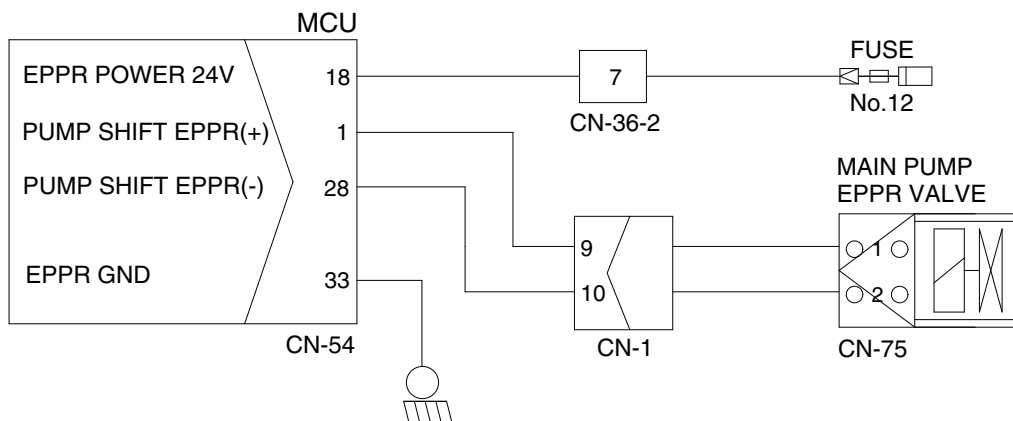 MCU
EPPR POWER 24V 18 7 FUSE
CN-36-2 No.12
PUMP SHIFT EPPR(+) 1
PUMP SHIFT EPPR(-) 28
MAIN PUMP
EPPR VALVE
9 1
10 2
EPPR GND 33
CN-54 CN-1 CN-75